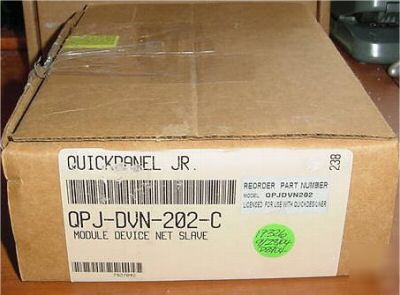 QUICKPANEL JR.
QPJ-DVN-202-C
MODULE DEVICE NET SLAVE
REORDER PART NUMBER
MODEL: QPJDVN202
LICENSED FOR USE WITH QUICKDESIGNER
238